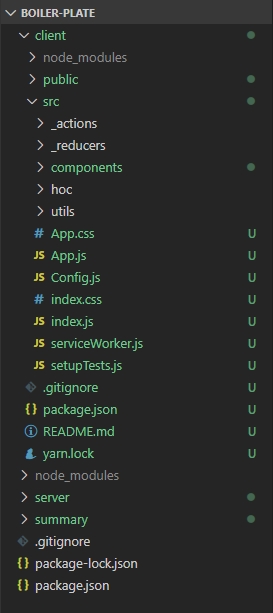 BOILER-PLATE
client
node_modules
public
src
_actions
_reducers
components
hoc
utils
# App.css U
JS App.js U
JS Config.js U
# index.css U
JS index.js U
JS serviceWorker.js U
JS setupTests.js U
.gitignore U
{} package.json U
README.md U
yarn.lock U
node_modules
server
summary
.gitignore
package-lock.json
package.json